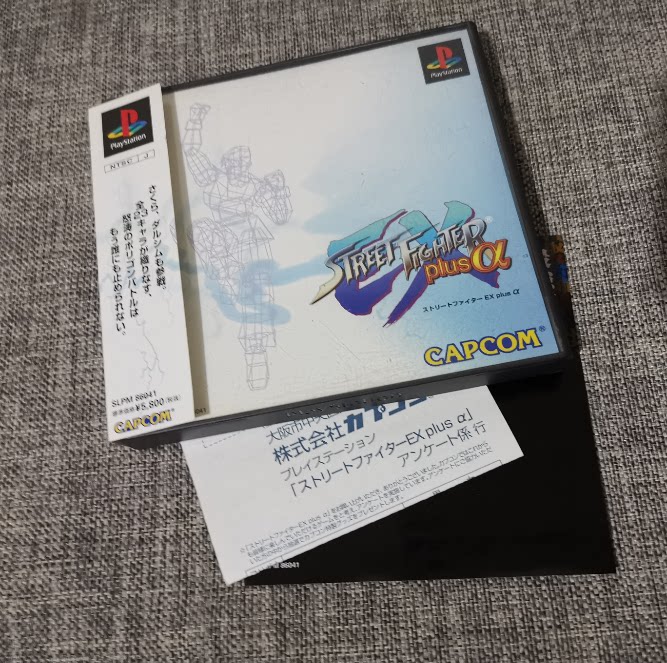 PlayStation
NTSC J
さくら、ダルシムも参戦。
全23キャラが織りなす、
怒濤のポリゴンバトルは
もう誰にも止められない。
SLPM 86041
標準価格¥5,800(税抜)
CAPCOM
PlayStation
STREET FIGHTER EX
plus α
ストリートファイター EX plus α
CAPCOM
041
大阪市中央
株式会社カプコン
プレイステーション
「ストリートファイターEX plus α」
アンケート係 行
86041